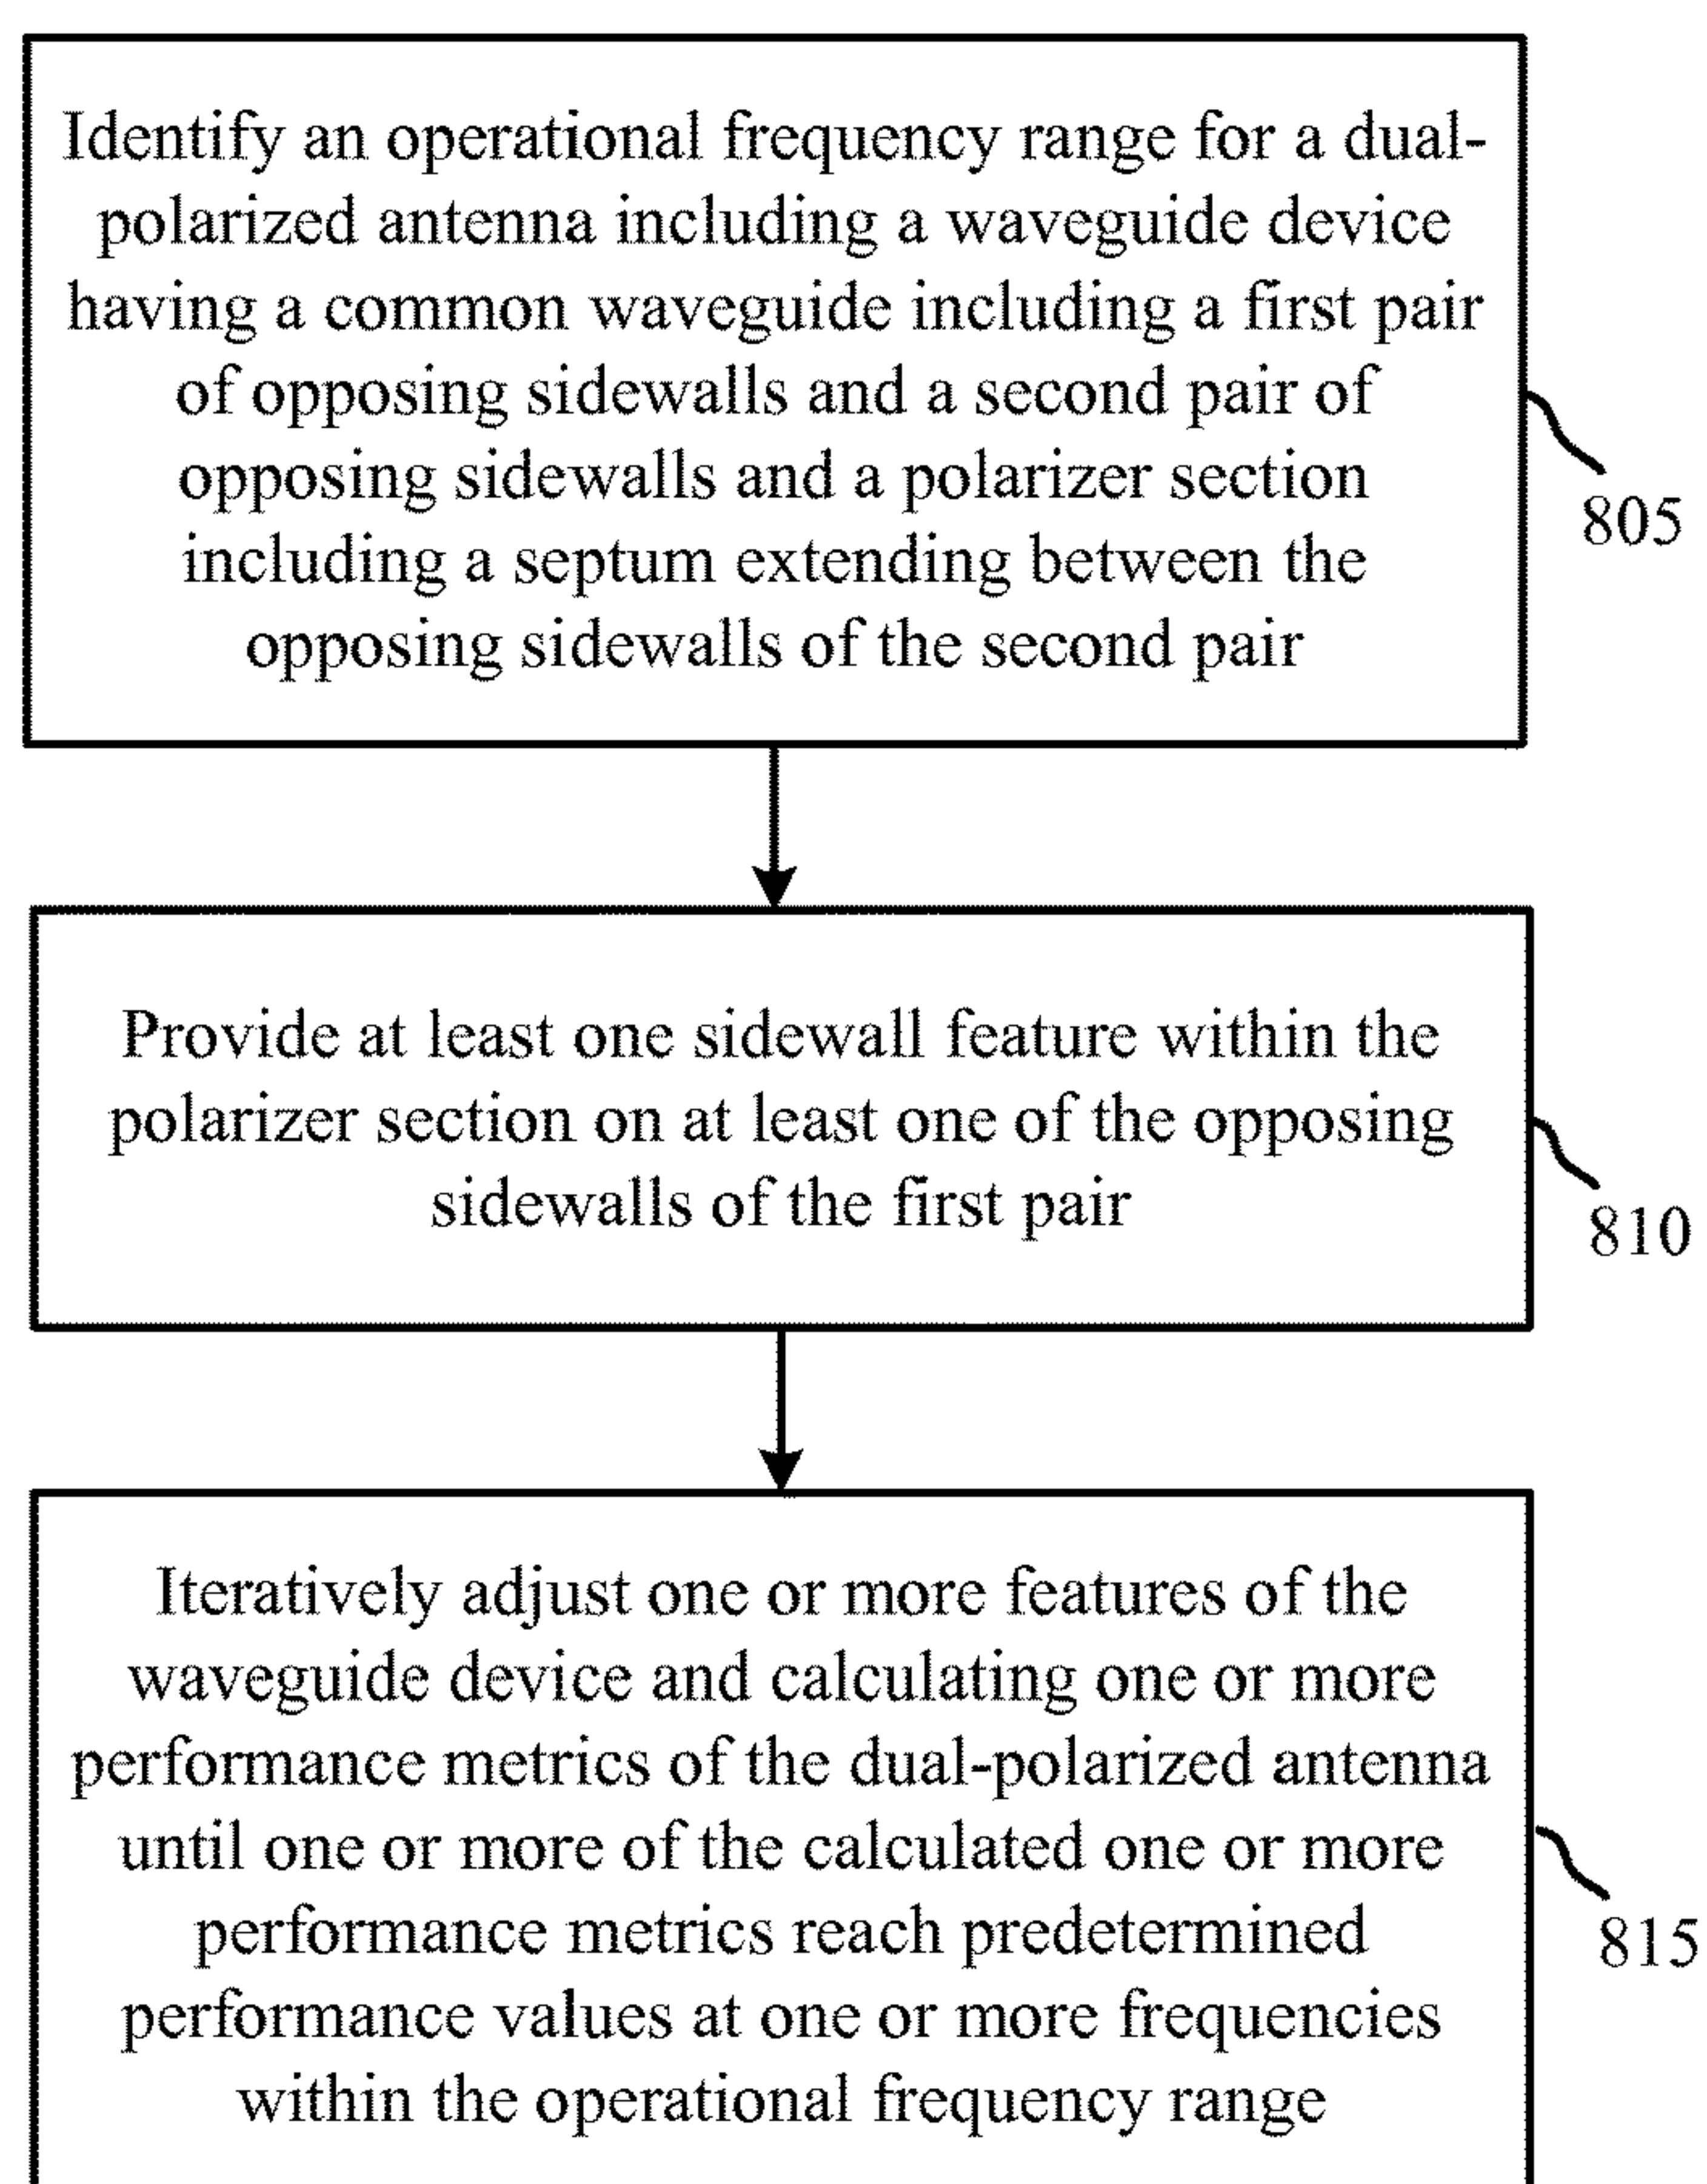 Identify an operational frequency range for a dual-
polarized antenna including a waveguide device
having a common waveguide including a first pair
of opposing sidewalls and a second pair of
opposing sidewalls and a polarizer section
including a septum extending between the
opposing sidewalls of the second pair
805
Provide at least one sidewall feature within the
polarizer section on at least one of the opposing
sidewalls of the first pair
810
Iteratively adjust one or more features of the
waveguide device and calculating one or more
performance metrics of the dual-polarized antenna
until one or more of the calculated one or more
performance metrics reach predetermined
performance values at one or more frequencies
within the operational frequency range
815